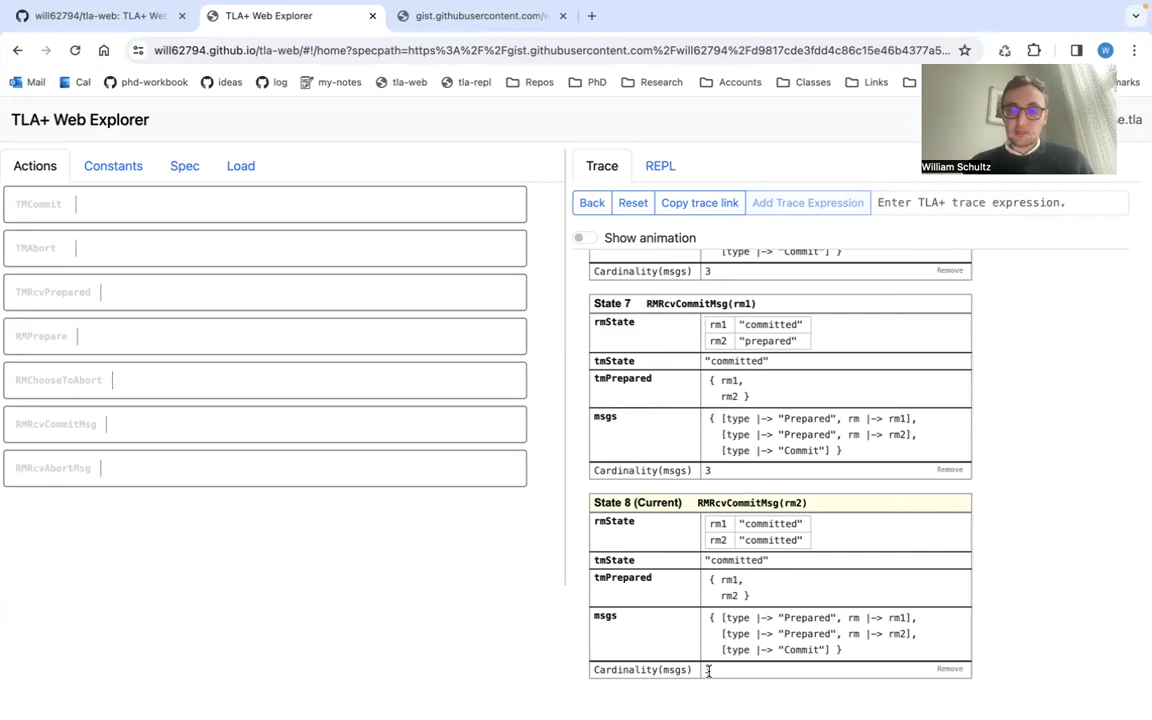 will62794/tla-web: TLA+ We
TLA+ Web Explorer
gist.githubusercontent.com/w
will62794.github.io/tla-web/#!/home?specpath=https%3A%2F%2Fgist.githubusercontent.com%2Fwill62794%2Fd9817cde3fdd4c86c15e46b4377a5...
W
Mail
Cal
phd-workbook
ideas
log
my-notes
tla-web
tla-repl
Repos
PhD
Research
Accounts
Classes
Links
marks
TLA+ Web Explorer
se.tla
William Schultz
Actions
Constants
Spec
Load
Trace
REPL
TMCommit
TMAbort
TMRcvPrepared
RMPrepare
RMChooseToAbort
RMRcvCommitMsg
RMRcvAbortMsg
Back
Reset
Copy trace link
Add Trace Expression
Enter TLA+ trace expression.
Show animation
[type |-> "Commit"] }
Cardinality(msgs) 3 Remove
State 7 RMRcvCommitMsg(rm1)
rmState rm1 "committed"
rm2 "prepared"
tmState "committed"
tmPrepared { rm1,
rm2 }
msgs { [type |-> "Prepared", rm |-> rm1],
[type |-> "Prepared", rm |-> rm2],
[type |-> "Commit"] }
Cardinality(msgs) 3 Remove
State 8 (Current) RMRcvCommitMsg(rm2)
rmState rm1 "committed"
rm2 "committed"
tmState "committed"
tmPrepared { rm1,
rm2 }
msgs { [type |-> "Prepared", rm |-> rm1],
[type |-> "Prepared", rm |-> rm2],
[type |-> "Commit"] }
Cardinality(msgs) Remove